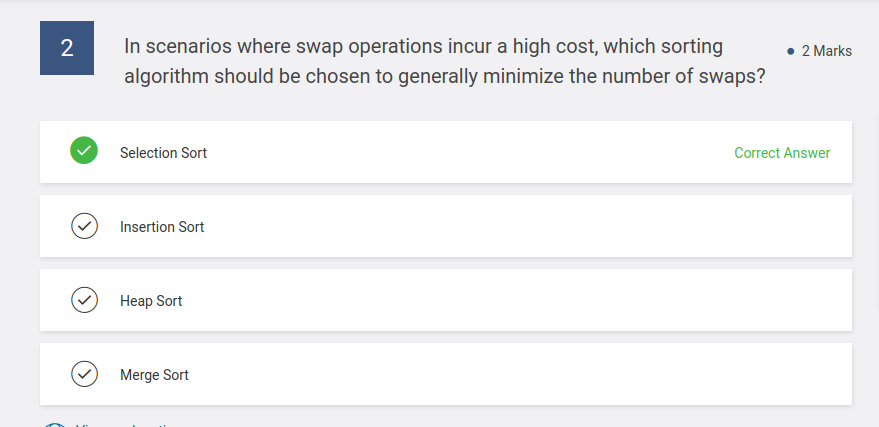 2
In scenarios where swap operations incur a high cost, which sorting
algorithm should be chosen to generally minimize the number of swaps?
2 Marks
Selection Sort
Correct Answer
Insertion Sort
Heap Sort
Merge Sort